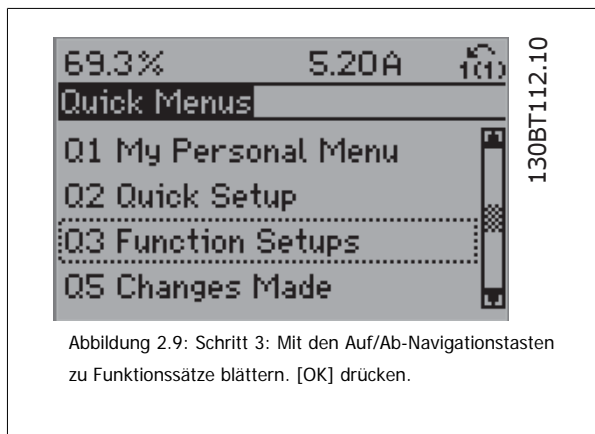 69.3% 5.20A 1(1)
Quick Menus
Q1 My Personal Menu
Q2 Quick Setup
Q3 Function Setups
Q5 Changes Made
130BT112.10
Abbildung 2.9: Schritt 3: Mit den Auf/Ab-Navigationstasten
zu Funktionssätze blättern. [OK] drücken.